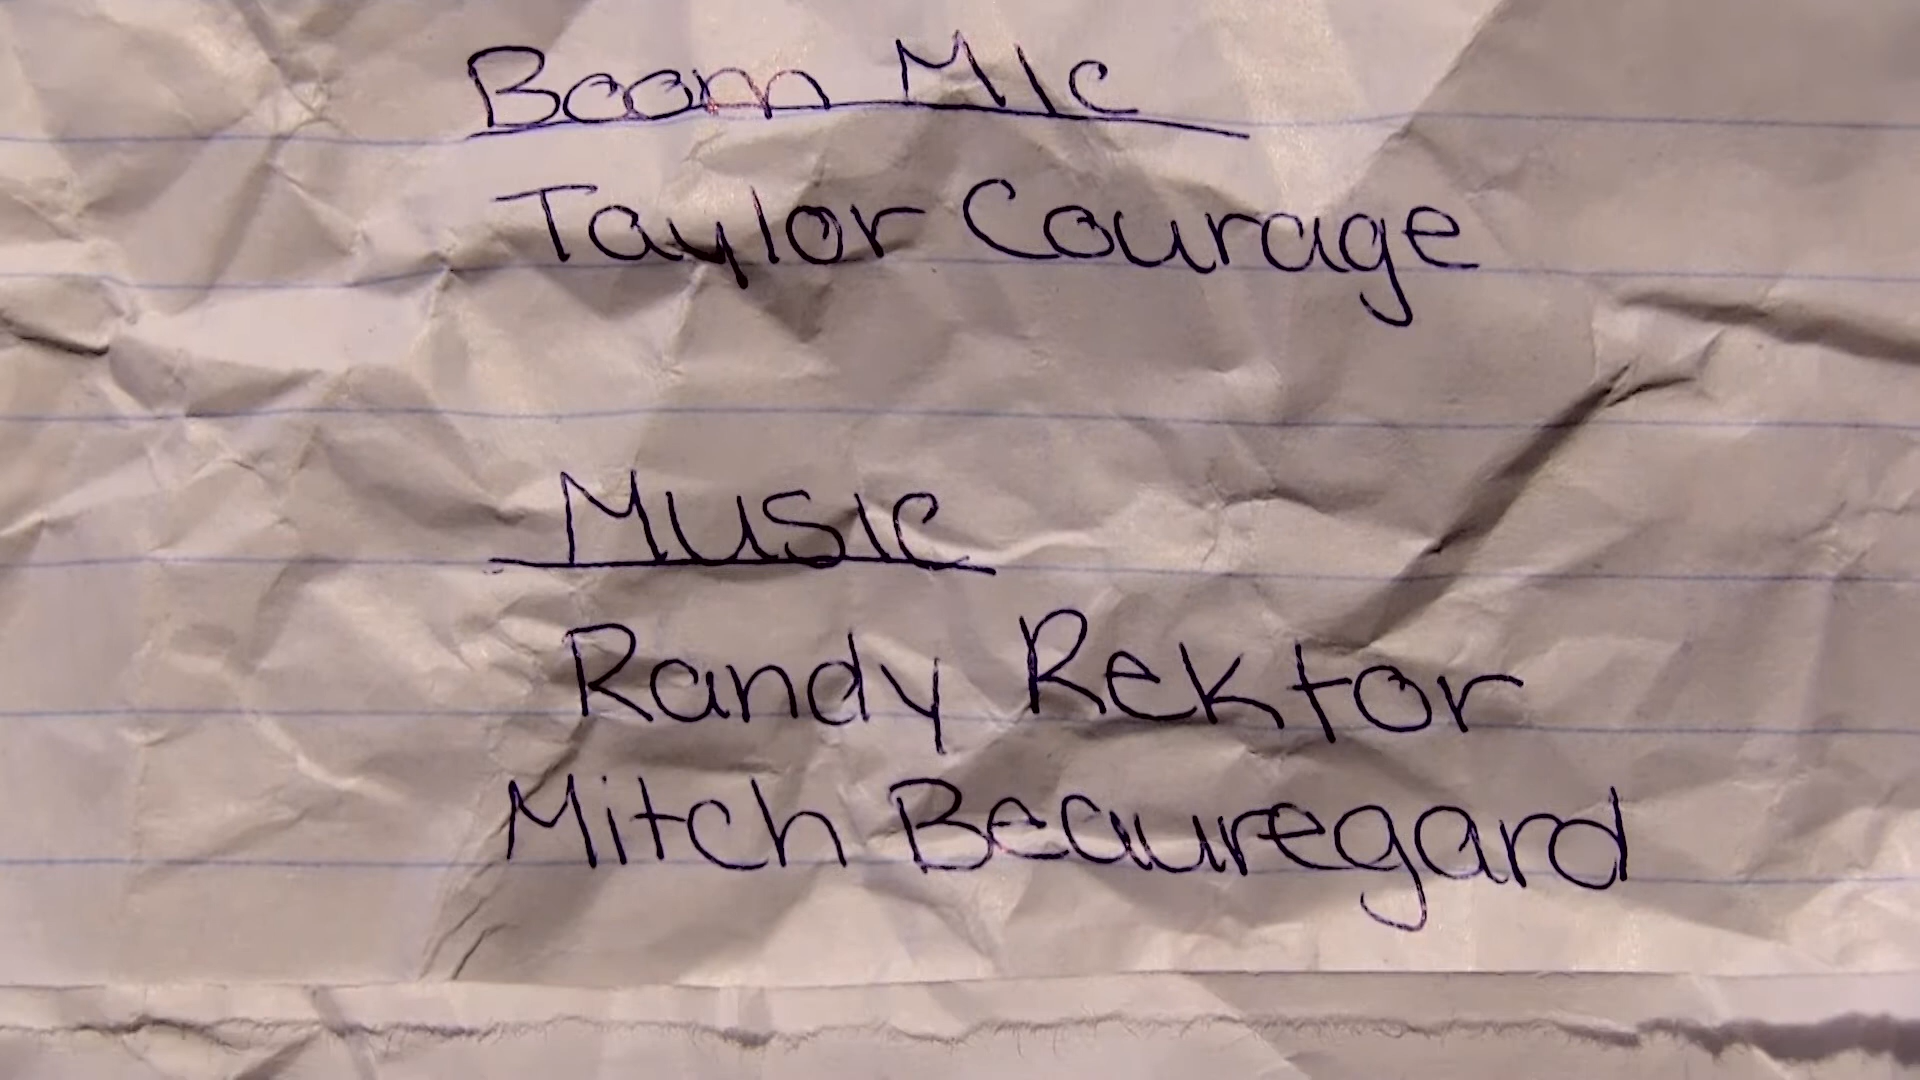 Boom Mic
Taylor Courage
Music
Randy Rektor
Mitch Beauregard